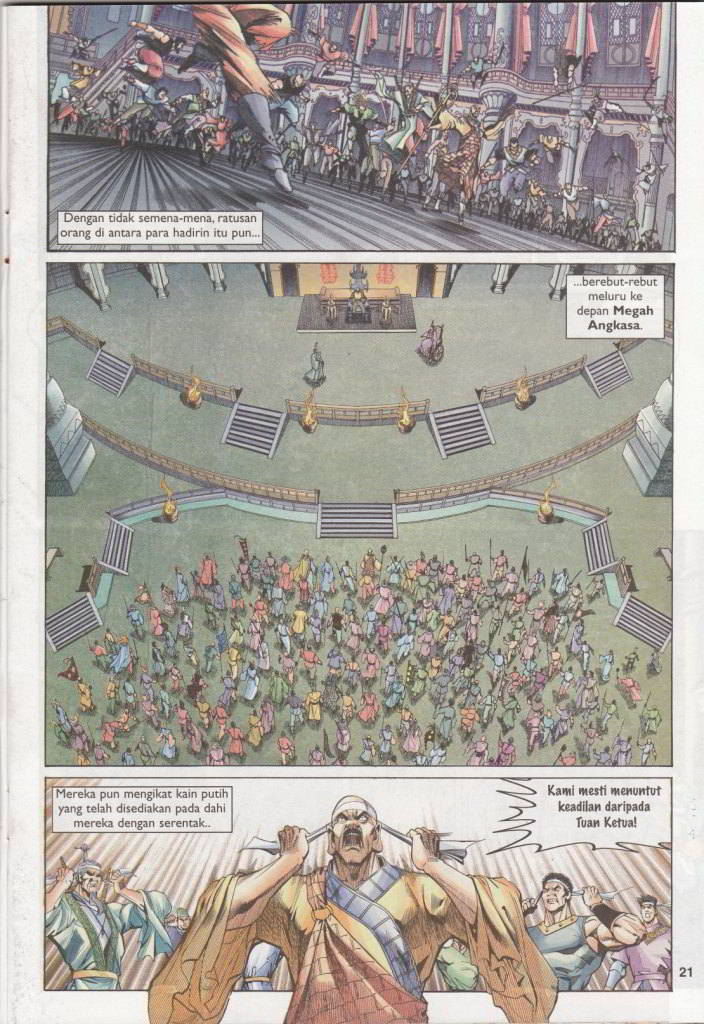 Dengan tidak semena-mena, ratusan
orang di antara para hadirin itu pun...
...berebut-rebut
meluru ke
depan Megah
Angkasa.
Mereka pun mengikat kain putih
yang telah disediakan pada dahi
mereka dengan serentak..
Kami mesti menuntut
keadilan daripada
Tuan Ketua!
21